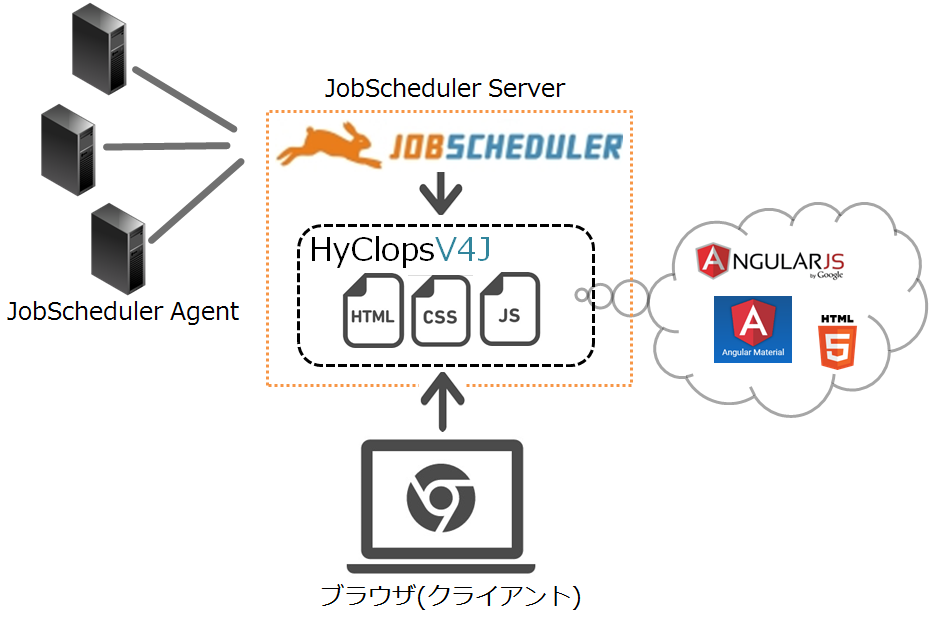 JobScheduler Server
JOBSCHEDULER
HyClopsV4J
HTML
CSS
JS
JobScheduler Agent
ANGULARJS
by Google
A
Angular Material
HTML
5
ブラウザ(クライアント)